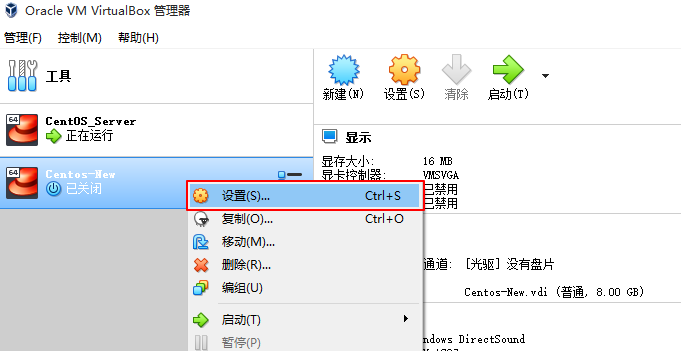 Oracle VM VirtualBox 管理器
管理(F) 控制(M) 帮助(H)
工具
新建(N) 设置(S) 清除 启动(T)
64 CentOS_Server
正在运行
64 Centos-New
已关闭
显示
显存大小: 16 MB
显卡控制器: VMSVGA
已禁用
已禁用
设置(S)... Ctrl+S
复制(O)... Ctrl+O
移动(M)...
删除(R)...
编组(U)
启动(T)
暂停(P)
通道: [光驱] 没有盘片
Centos-New.vdi (普通, 8.00 GB)
ndows DirectSound